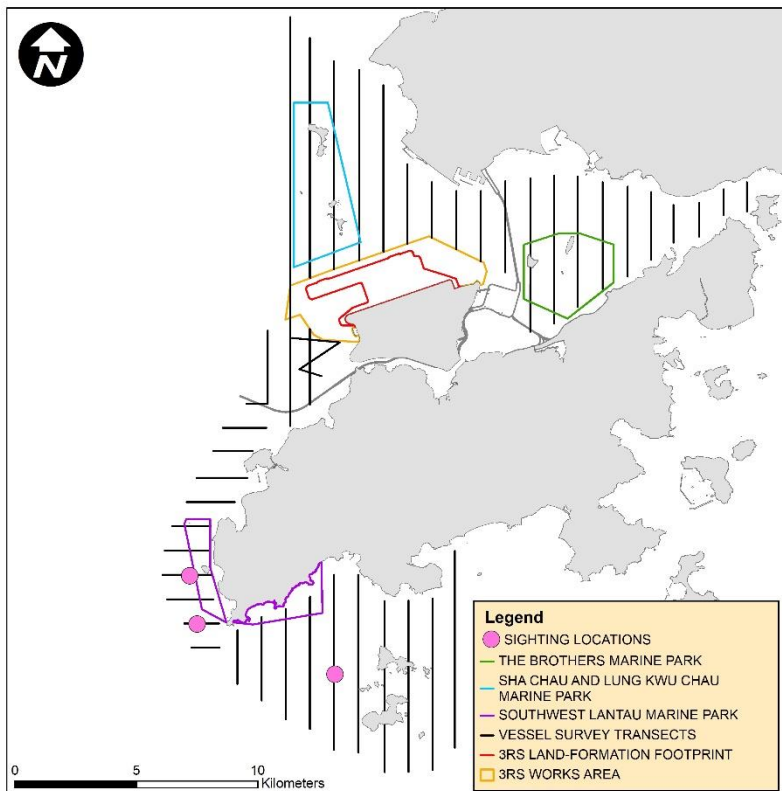 N
Legend
SIGHTING LOCATIONS
THE BROTHERS MARINE PARK
SHA CHAU AND LUNG KWU CHAU
MARINE PARK
SOUTHWEST LANTAU MARINE PARK
VESSEL SURVEY TRANSECTS
3RS LAND-FORMATION FOOTPRINT
3RS WORKS AREA
0 5 10
Kilometers